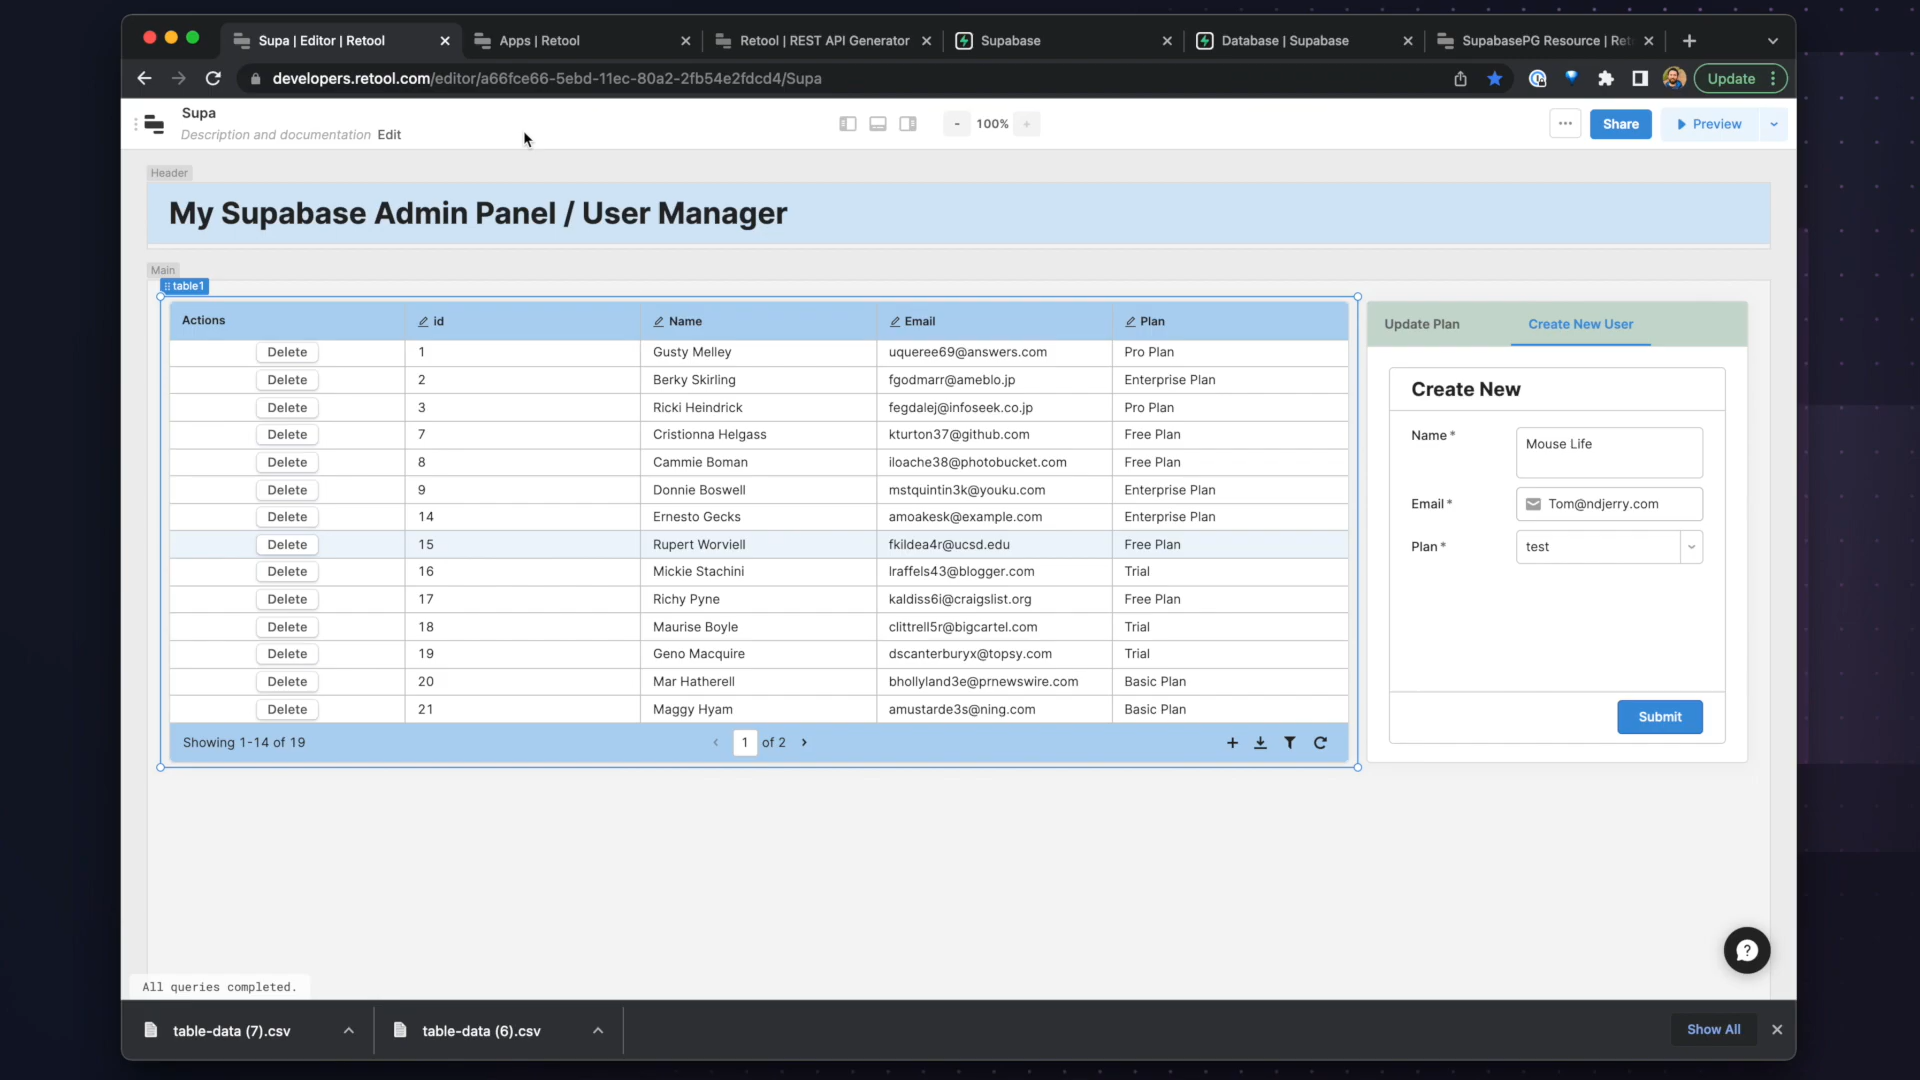 Supa | Editor | Retool
Apps | Retool
Retool | REST API Generator
Supabase
Database | Supabase
SupabasePG Resource | Ret
developers.retool.com/editor/a66fce66-5ebd-11ec-80a2-2fb54e2fdcd4/Supa
Update
Supa
Description and documentation Edit
- 100% +
Share
Preview
Header
My Supabase Admin Panel / User Manager
Main
table1
Actions id Name Email Plan
Delete 1 Gusty Melley uqueree69@answers.com Pro Plan
Delete 2 Berky Skirling fgodmarr@ameblo.jp Enterprise Plan
Delete 3 Ricki Heindrick fegdalej@infoseek.co.jp Pro Plan
Delete 7 Cristionna Helgass kturton37@github.com Free Plan
Delete 8 Cammie Boman iloache38@photobucket.com Free Plan
Delete 9 Donnie Boswell mstquintin3k@youku.com Enterprise Plan
Delete 14 Ernesto Gecks amoakesk@example.com Enterprise Plan
Delete 15 Rupert Worviell fkildea4r@ucsd.edu Free Plan
Delete 16 Mickie Stachini lraffels43@blogger.com Trial
Delete 17 Richy Pyne kaldiss6i@craigslist.org Free Plan
Delete 18 Maurise Boyle clittrell5r@bigcartel.com Trial
Delete 19 Geno Macquire dscanterburyx@topsy.com Trial
Delete 20 Mar Hatherell bhollyland3e@prnewswire.com Basic Plan
Delete 21 Maggy Hyam amustarde3s@ning.com Basic Plan
Showing 1-14 of 19
1 of 2
Update Plan
Create New User
Create New
Name *
Mouse Life
Email *
Tom@ndjerry.com
Plan *
test
Submit
All queries completed.
table-data (7).csv
table-data (6).csv
Show All